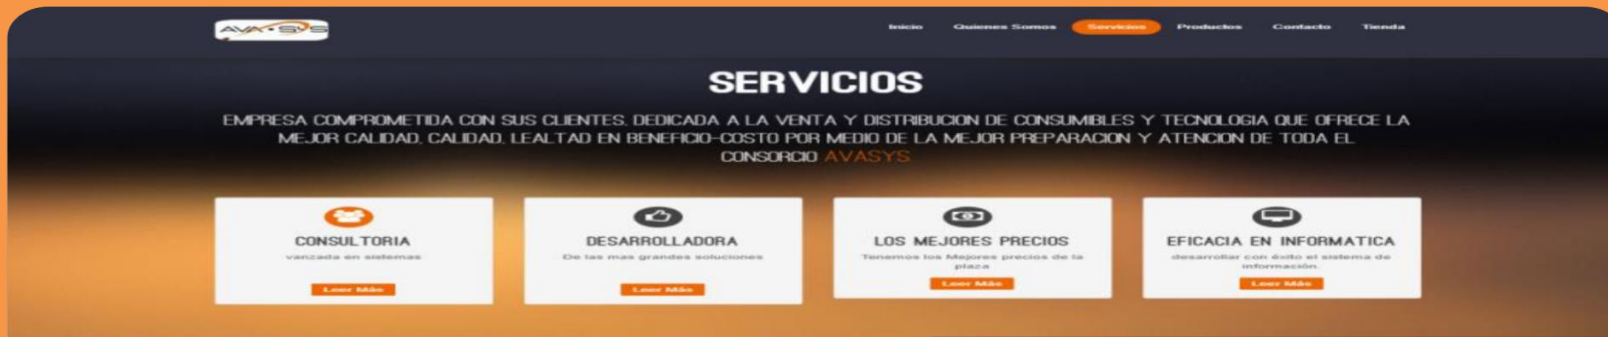 AVA•SYS
Inicio Quienes Somos Servicios Productos Contacto Tienda
SERVICIOS
EMPRESA COMPROMETIDA CON SUS CLIENTES, DEDICADA A LA VENTA Y DISTRIBUCION DE CONSUMIBLES Y TECNOLOGIA QUE OFRECE LA
MEJOR CALIDAD, CALIDAD, LEALTAD EN BENEFICIO-COSTO POR MEDIO DE LA MEJOR PREPARACION Y ATENCION DE TODA EL
CONSORCIO AVASYS
CONSULTORIA
vanzada en sistemas
Leer Más
DESARROLLADORA
De las mas grandes soluciones
Leer Más
LOS MEJORES PRECIOS
Tenemos los Mejores precios de la
plaza
Leer Más
EFICACIA EN INFORMATICA
desarrollar con éxito el sistema de
información.
Leer Más